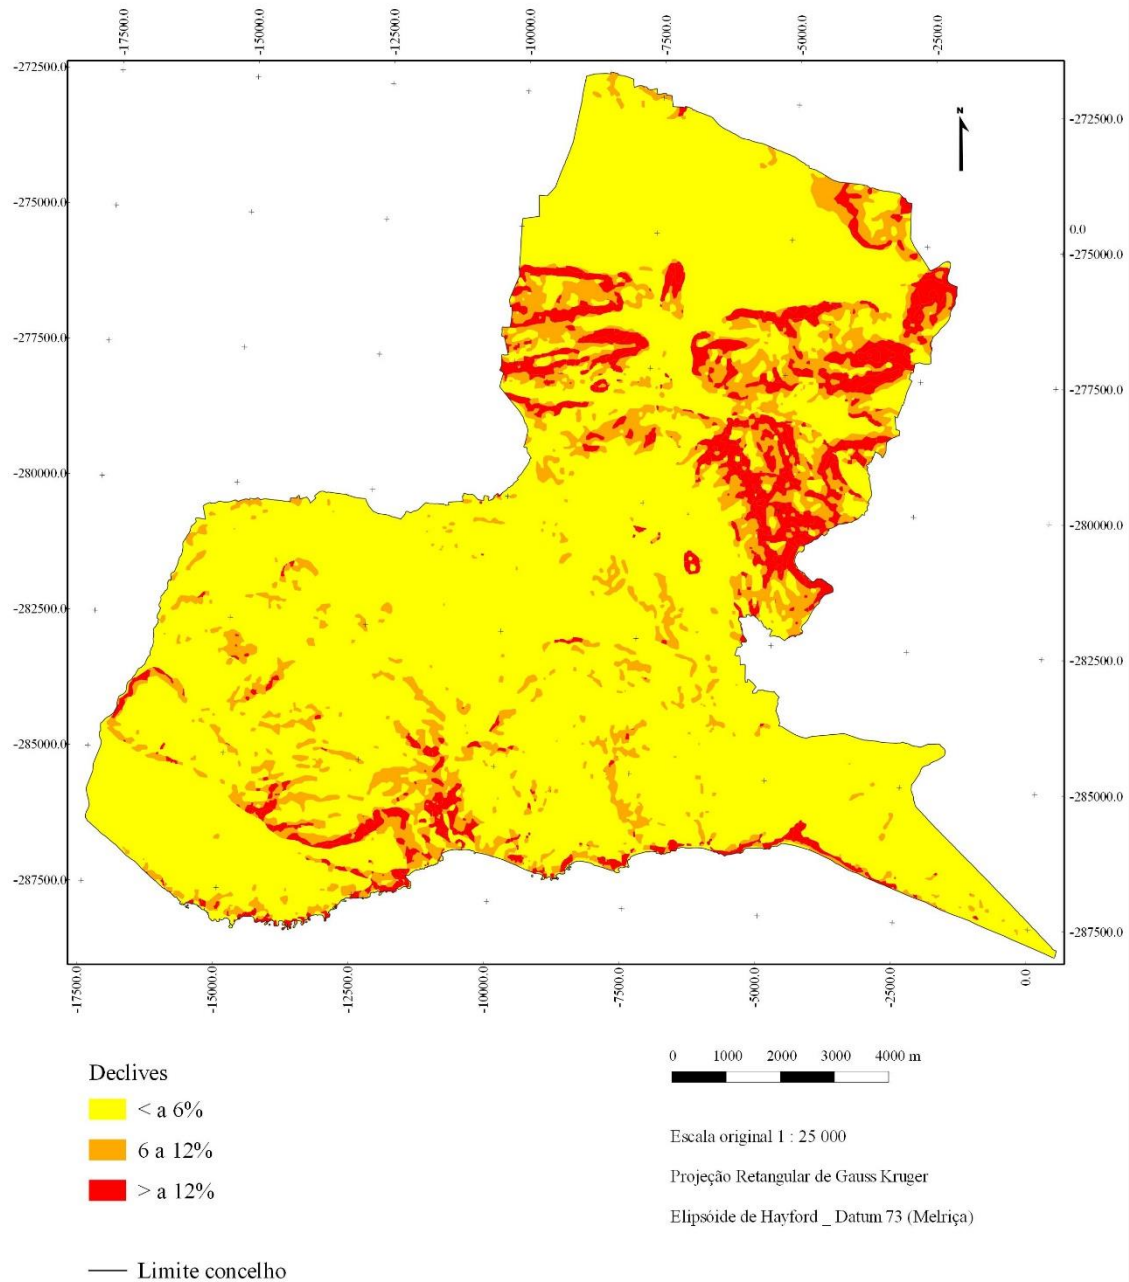 -17500.0 -15000.0 -12500.0 -10000.0 -7500.0 -5000.0 -2500.0
-272500.0
-272500.0
N
-275000.0
0.0
-275000.0
-277500.0
-277500.0
-280000.0
-280000.0
-282500.0
-282500.0
-285000.0
-285000.0
-287500.0
-287500.0
-17500.0 -15000.0 -12500.0 -10000.0 -7500.0 -5000.0 -2500.0 0.0
Declives
< a 6%
6 a 12%
> a 12%
Limite concelho
0 1000 2000 3000 4000 m
Escala original 1 : 25 000
Projeção Retangular de Gauss Kruger
Elipsóide de Hayford _ Datum 73 (Melriça)